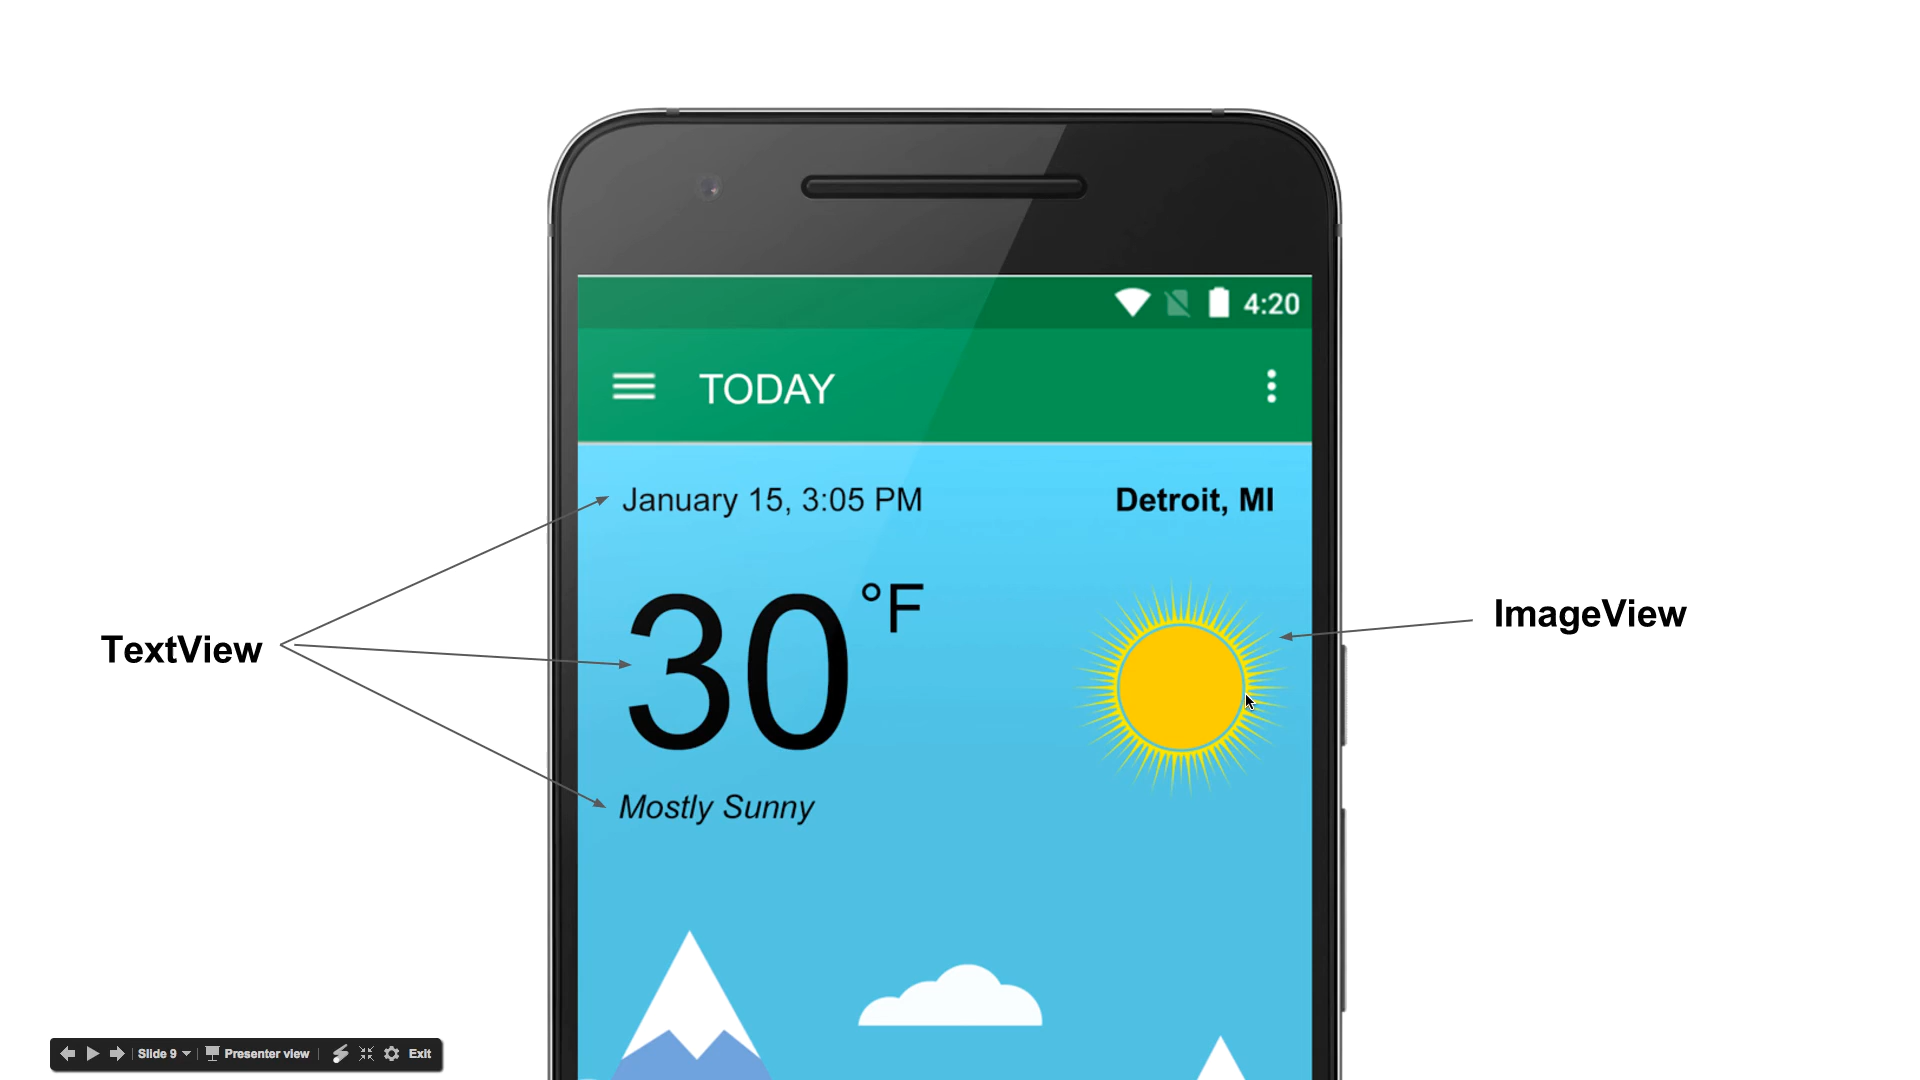 4:20
TODAY
January 15, 3:05 PM
Detroit, MI
30 °F
TextView
ImageView
Mostly Sunny
Slide 9
Presenter view
Exit